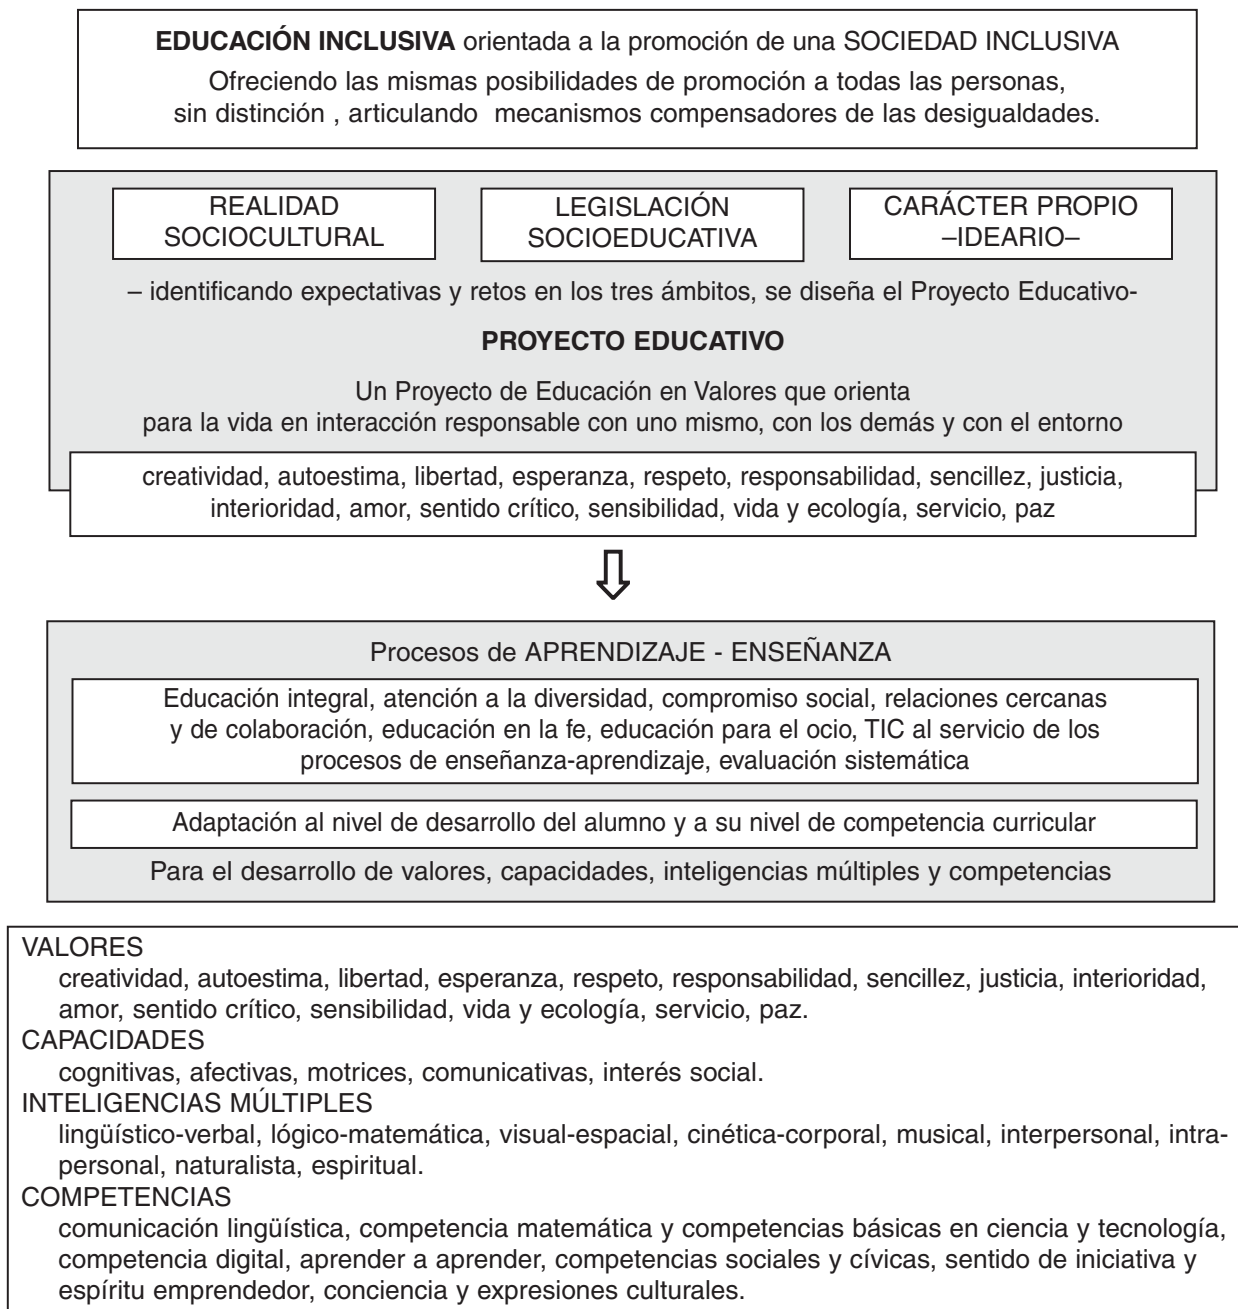 EDUCACIÓN INCLUSIVA orientada a la promoción de una SOCIEDAD INCLUSIVA
Ofreciendo las mismas posibilidades de promoción a todas las personas,
sin distinción , articulando mecanismos compensadores de las desigualdades.
REALIDAD
SOCIOCULTURAL
LEGISLACIÓN
SOCIOEDUCATIVA
CARÁCTER PROPIO
–IDEARIO–
– identificando expectativas y retos en los tres ámbitos, se diseña el Proyecto Educativo-
PROYECTO EDUCATIVO
Un Proyecto de Educación en Valores que orienta
para la vida en interacción responsable con uno mismo, con los demás y con el entorno
creatividad, autoestima, libertad, esperanza, respeto, responsabilidad, sencillez, justicia,
interioridad, amor, sentido crítico, sensibilidad, vida y ecología, servicio, paz
Procesos de APRENDIZAJE - ENSEÑANZA
Educación integral, atención a la diversidad, compromiso social, relaciones cercanas
y de colaboración, educación en la fe, educación para el ocio, TIC al servicio de los
procesos de enseñanza-aprendizaje, evaluación sistemática
Adaptación al nivel de desarrollo del alumno y a su nivel de competencia curricular
Para el desarrollo de valores, capacidades, inteligencias múltiples y competencias
VALORES
creatividad, autoestima, libertad, esperanza, respeto, responsabilidad, sencillez, justicia, interioridad,
amor, sentido crítico, sensibilidad, vida y ecología, servicio, paz.
CAPACIDADES
cognitivas, afectivas, motrices, comunicativas, interés social.
INTELIGENCIAS MÚLTIPLES
lingüístico-verbal, lógico-matemática, visual-espacial, cinética-corporal, musical, interpersonal, intra-
personal, naturalista, espiritual.
COMPETENCIAS
comunicación lingüística, competencia matemática y competencias básicas en ciencia y tecnología,
competencia digital, aprender a aprender, competencias sociales y cívicas, sentido de iniciativa y
espíritu emprendedor, conciencia y expresiones culturales.